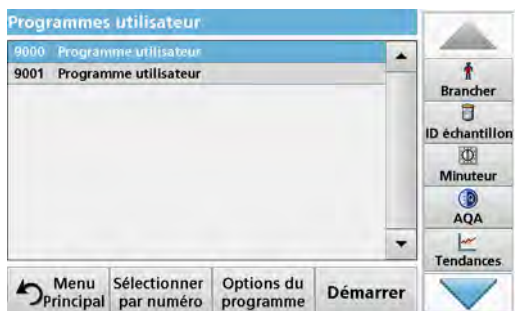 Programmes utilisateur
9000 Programme utilisateur
9001 Programme utilisateur
Brancher
ID échantillon
Minuteur
AQA
Tendances
Menu
Principal
Sélectionner
par numéro
Options du
programme
Démarrer